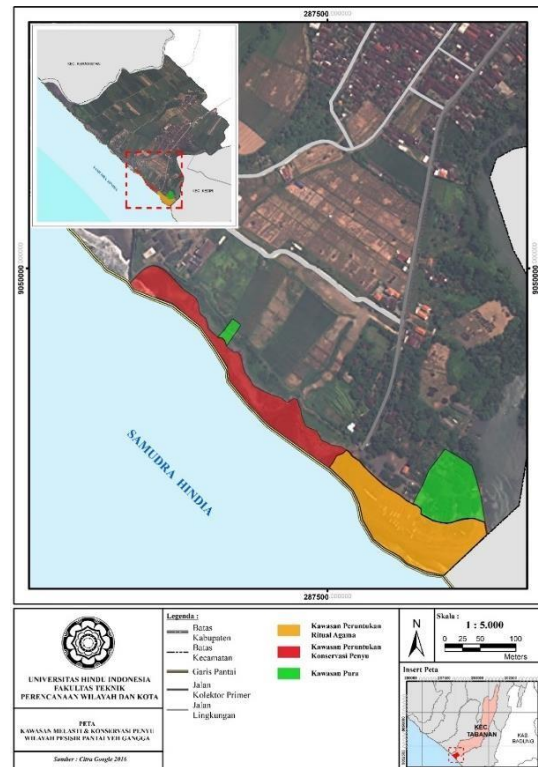 287500
KEC. KEDIRI
9050000
9050000
SAMUDRA HINDIA
287500
UNIVERSITAS HINDU INDONESIA
FAKULTAS TEKNIK
PERENCANAAN WILAYAH DAN KOTA
PETA
KAWASAN MELASTI & KONSERVASI PENYU
WILAYAH PESISIR PANTAI YEH GANGGA
Sumber : Citra Google 2016
Legenda :
Batas
Kabupaten
Batas
Kecamatan
Garis Pantai
Jalan
Kolektor Primer
Jalan
Lingkungan
Kawasan Peruntukan
Ritual Agama
Kawasan Peruntukan
Konservasi Penyu
Kawasan Pura
N
Skala :
1 : 5.000
0 25 50 100
Meters
Insert Peta
KEC.
TABANAN
KAB.
BADUNG